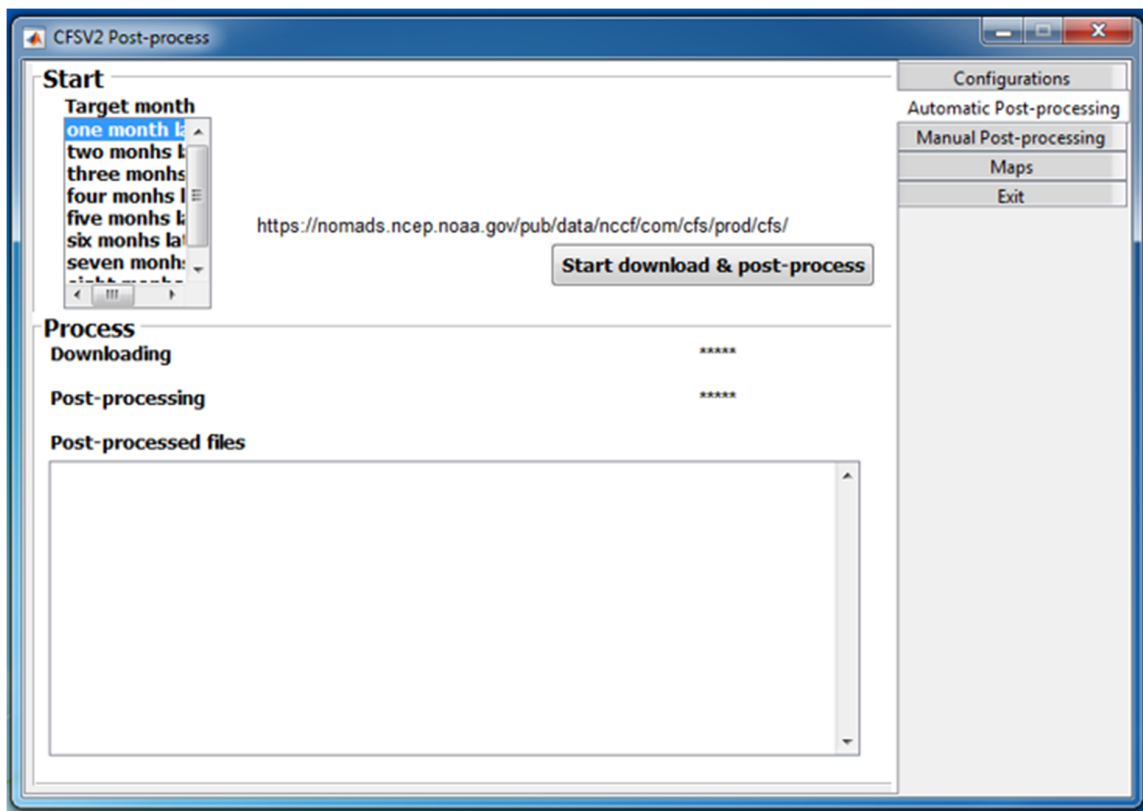 CFSV2 Post-process
Start
Target month
one month la
two monhs l
three monhs
four monhs l
five monhs la
six monhs lat
seven monhs
https://nomads.ncep.noaa.gov/pub/data/nccf/com/cfs/prod/cfs/
Start download & post-process
Process
Downloading *****
Post-processing *****
Post-processed files
Configurations
Automatic Post-processing
Manual Post-processing
Maps
Exit